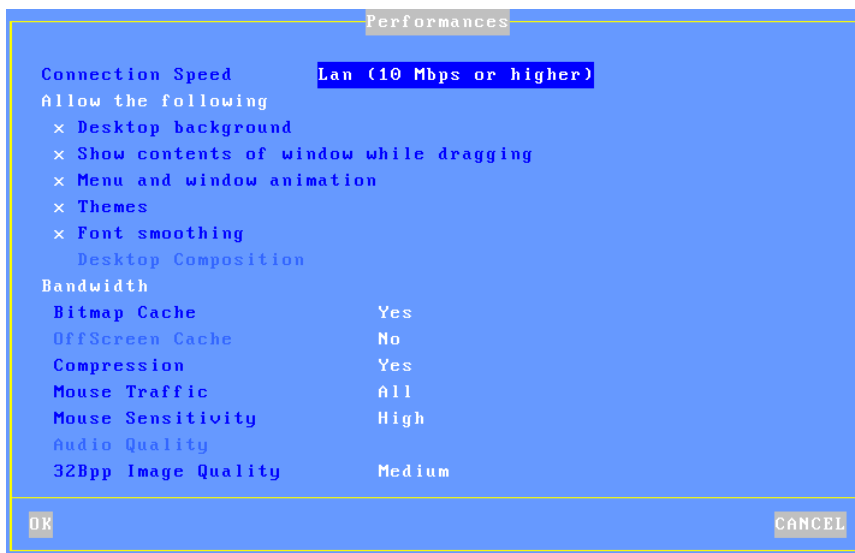 Performances
Connection Speed Lan (10 Mbps or higher)
Allow the following
x Desktop background
x Show contents of window while dragging
x Menu and window animation
x Themes
x Font smoothing
Desktop Composition
Bandwidth
Bitmap Cache Yes
OffScreen Cache No
Compression Yes
Mouse Traffic All
Mouse Sensitivity High
Audio Quality
32Bpp Image Quality Medium
OK CANCEL